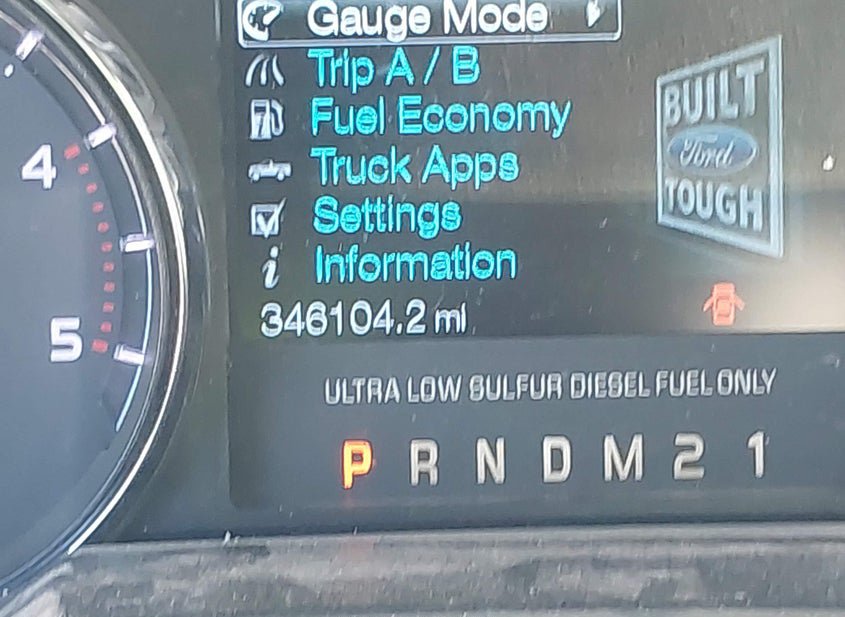 Gauge Mode
Trip A / B
Fuel Economy
Truck Apps
Settings
Information
346104.2 mi
BUILT
Ford
TOUGH
4
5
ULTRA LOW SULFUR DIESEL FUEL ONLY
P R N D M 2 1